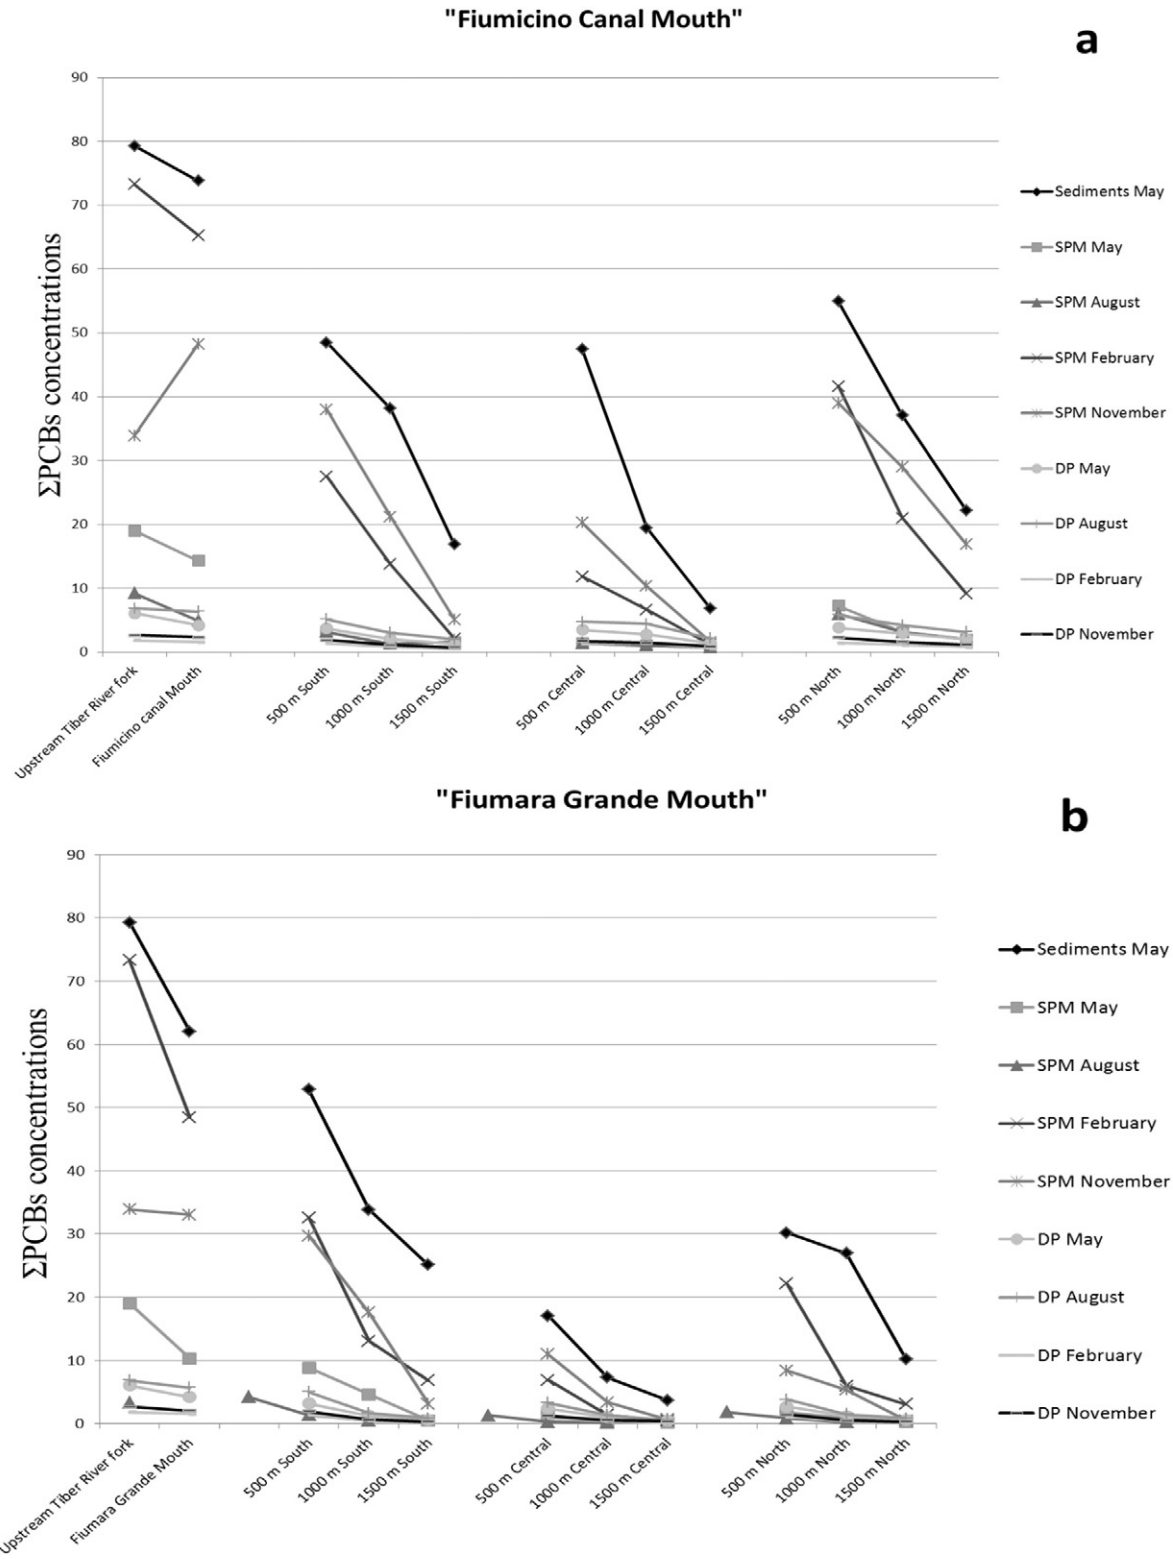 "Fiumicino Canal Mouth"
a
ΣPCBs concentrations
90
80
70
60
50
40
30
20
10
0
Upstream Tiber River fork
Fiumicino canal Mouth
500 m South
1000 m South
1500 m South
500 m Central
1000 m Central
1500 m Central
500 m North
1000 m North
1500 m North
Sediments May
SPM May
SPM August
SPM February
SPM November
DP May
DP August
DP February
DP November
"Fiumara Grande Mouth"
b
ΣPCBs concentrations
90
80
70
60
50
40
30
20
10
0
Upstream Tiber River fork
Fiumara Grande Mouth
500 m South
1000 m South
1500 m South
500 m Central
1000 m Central
1500 m Central
500 m North
1000 m North
1500 m North
Sediments May
SPM May
SPM August
SPM February
SPM November
DP May
DP August
DP February
DP November